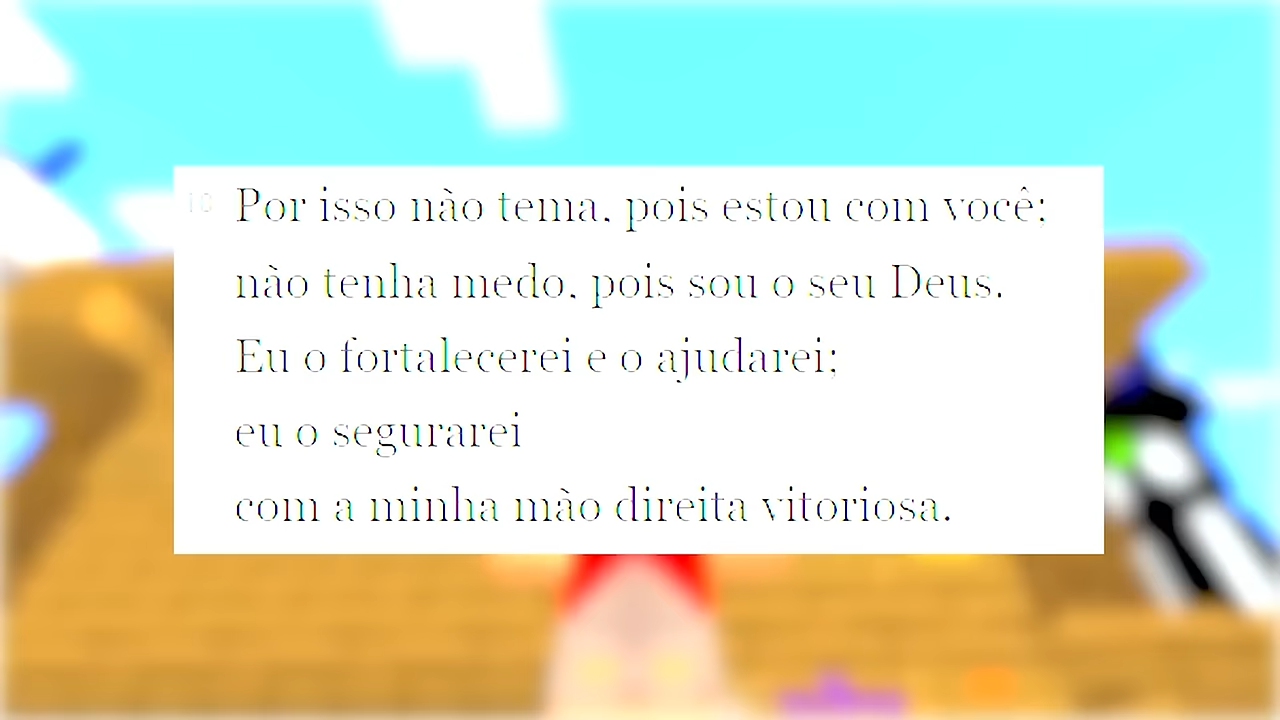 10 Por isso não tema, pois estou com você;
não tenha medo, pois sou o seu Deus.
Eu o fortalecerei e o ajudarei;
eu o segurarei
com a minha mão direita vitoriosa.